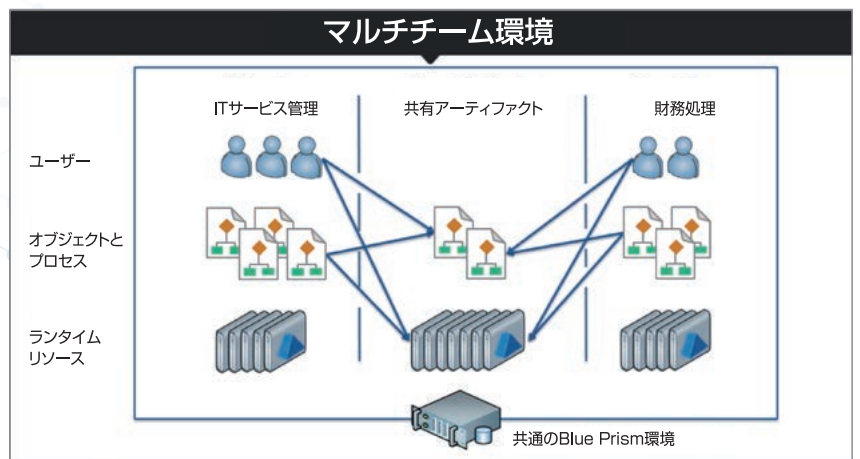 マルチチーム環境
ITサービス管理
共有アーティファクト
財務処理
ユーザー
オブジェクトと
プロセス
ランタイム
リソース
共通のBlue Prism環境